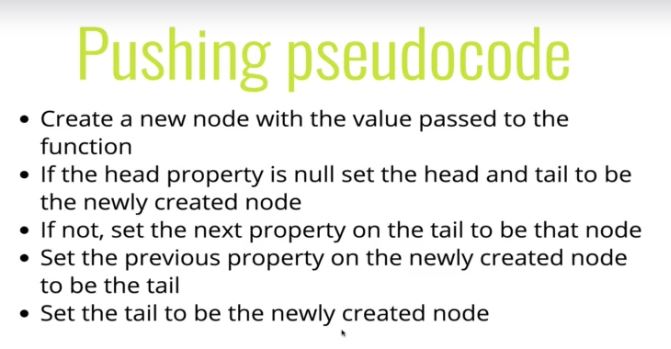 Pushing pseudocode
• Create a new node with the value passed to the
function
• If the head property is null set the head and tail to be
the newly created node
• If not, set the next property on the tail to be that node
• Set the previous property on the newly created node
to be the tail
• Set the tail to be the newly created node